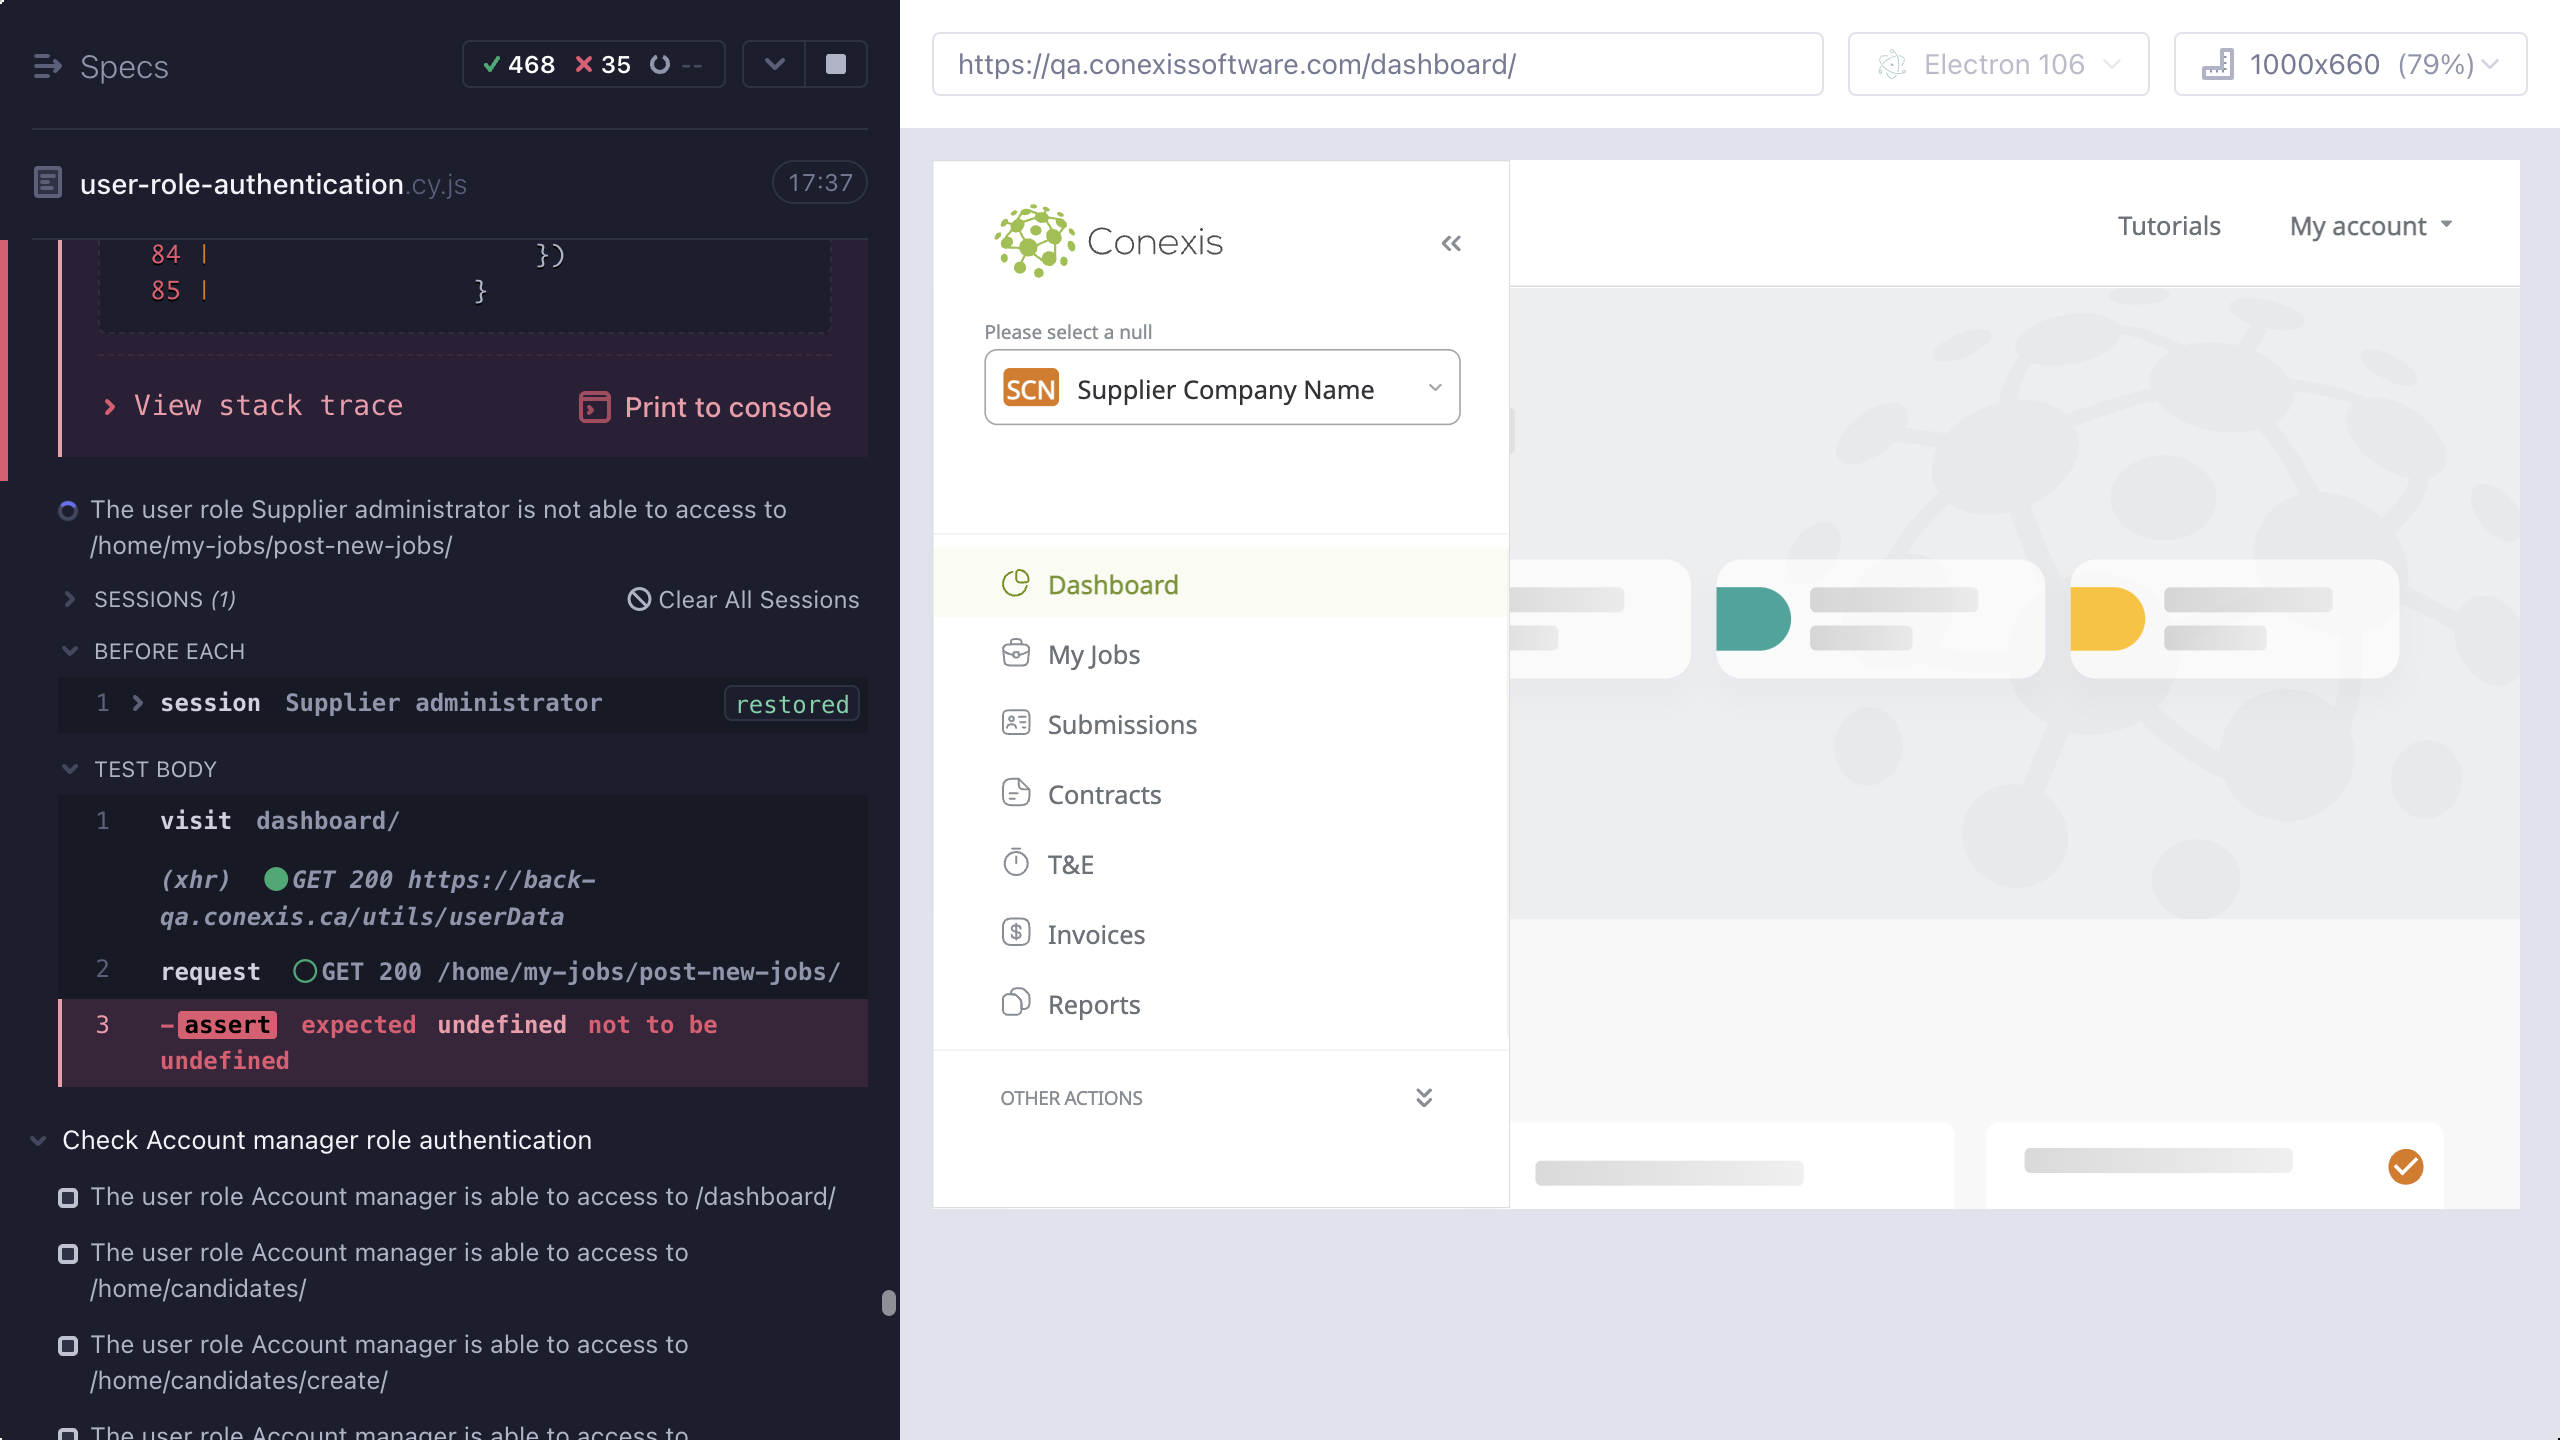 Specs
468 35 --
user-role-authentication.cy.js
17:37
84 | })
85 | }
View stack trace
Print to console
The user role Supplier administrator is not able to access to
/home/my-jobs/post-new-jobs/
SESSIONS (1)
Clear All Sessions
BEFORE EACH
1 session Supplier administrator restored
TEST BODY
1 visit dashboard/
(xhr) GET 200 https://back-
qa.conexis.ca/utils/userData
2 request GET 200 /home/my-jobs/post-new-jobs/
3 -assert expected undefined not to be
undefined
Check Account manager role authentication
The user role Account manager is able to access to /dashboard/
The user role Account manager is able to access to
/home/candidates/
The user role Account manager is able to access to
/home/candidates/create/
The user role Account manager is able to access to
https://qa.conexissoftware.com/dashboard/
Electron 106
1000x660 (79%)
Conexis
Tutorials
My account
Please select a null
SCN Supplier Company Name
Dashboard
My Jobs
Submissions
Contracts
T&E
Invoices
Reports
OTHER ACTIONS